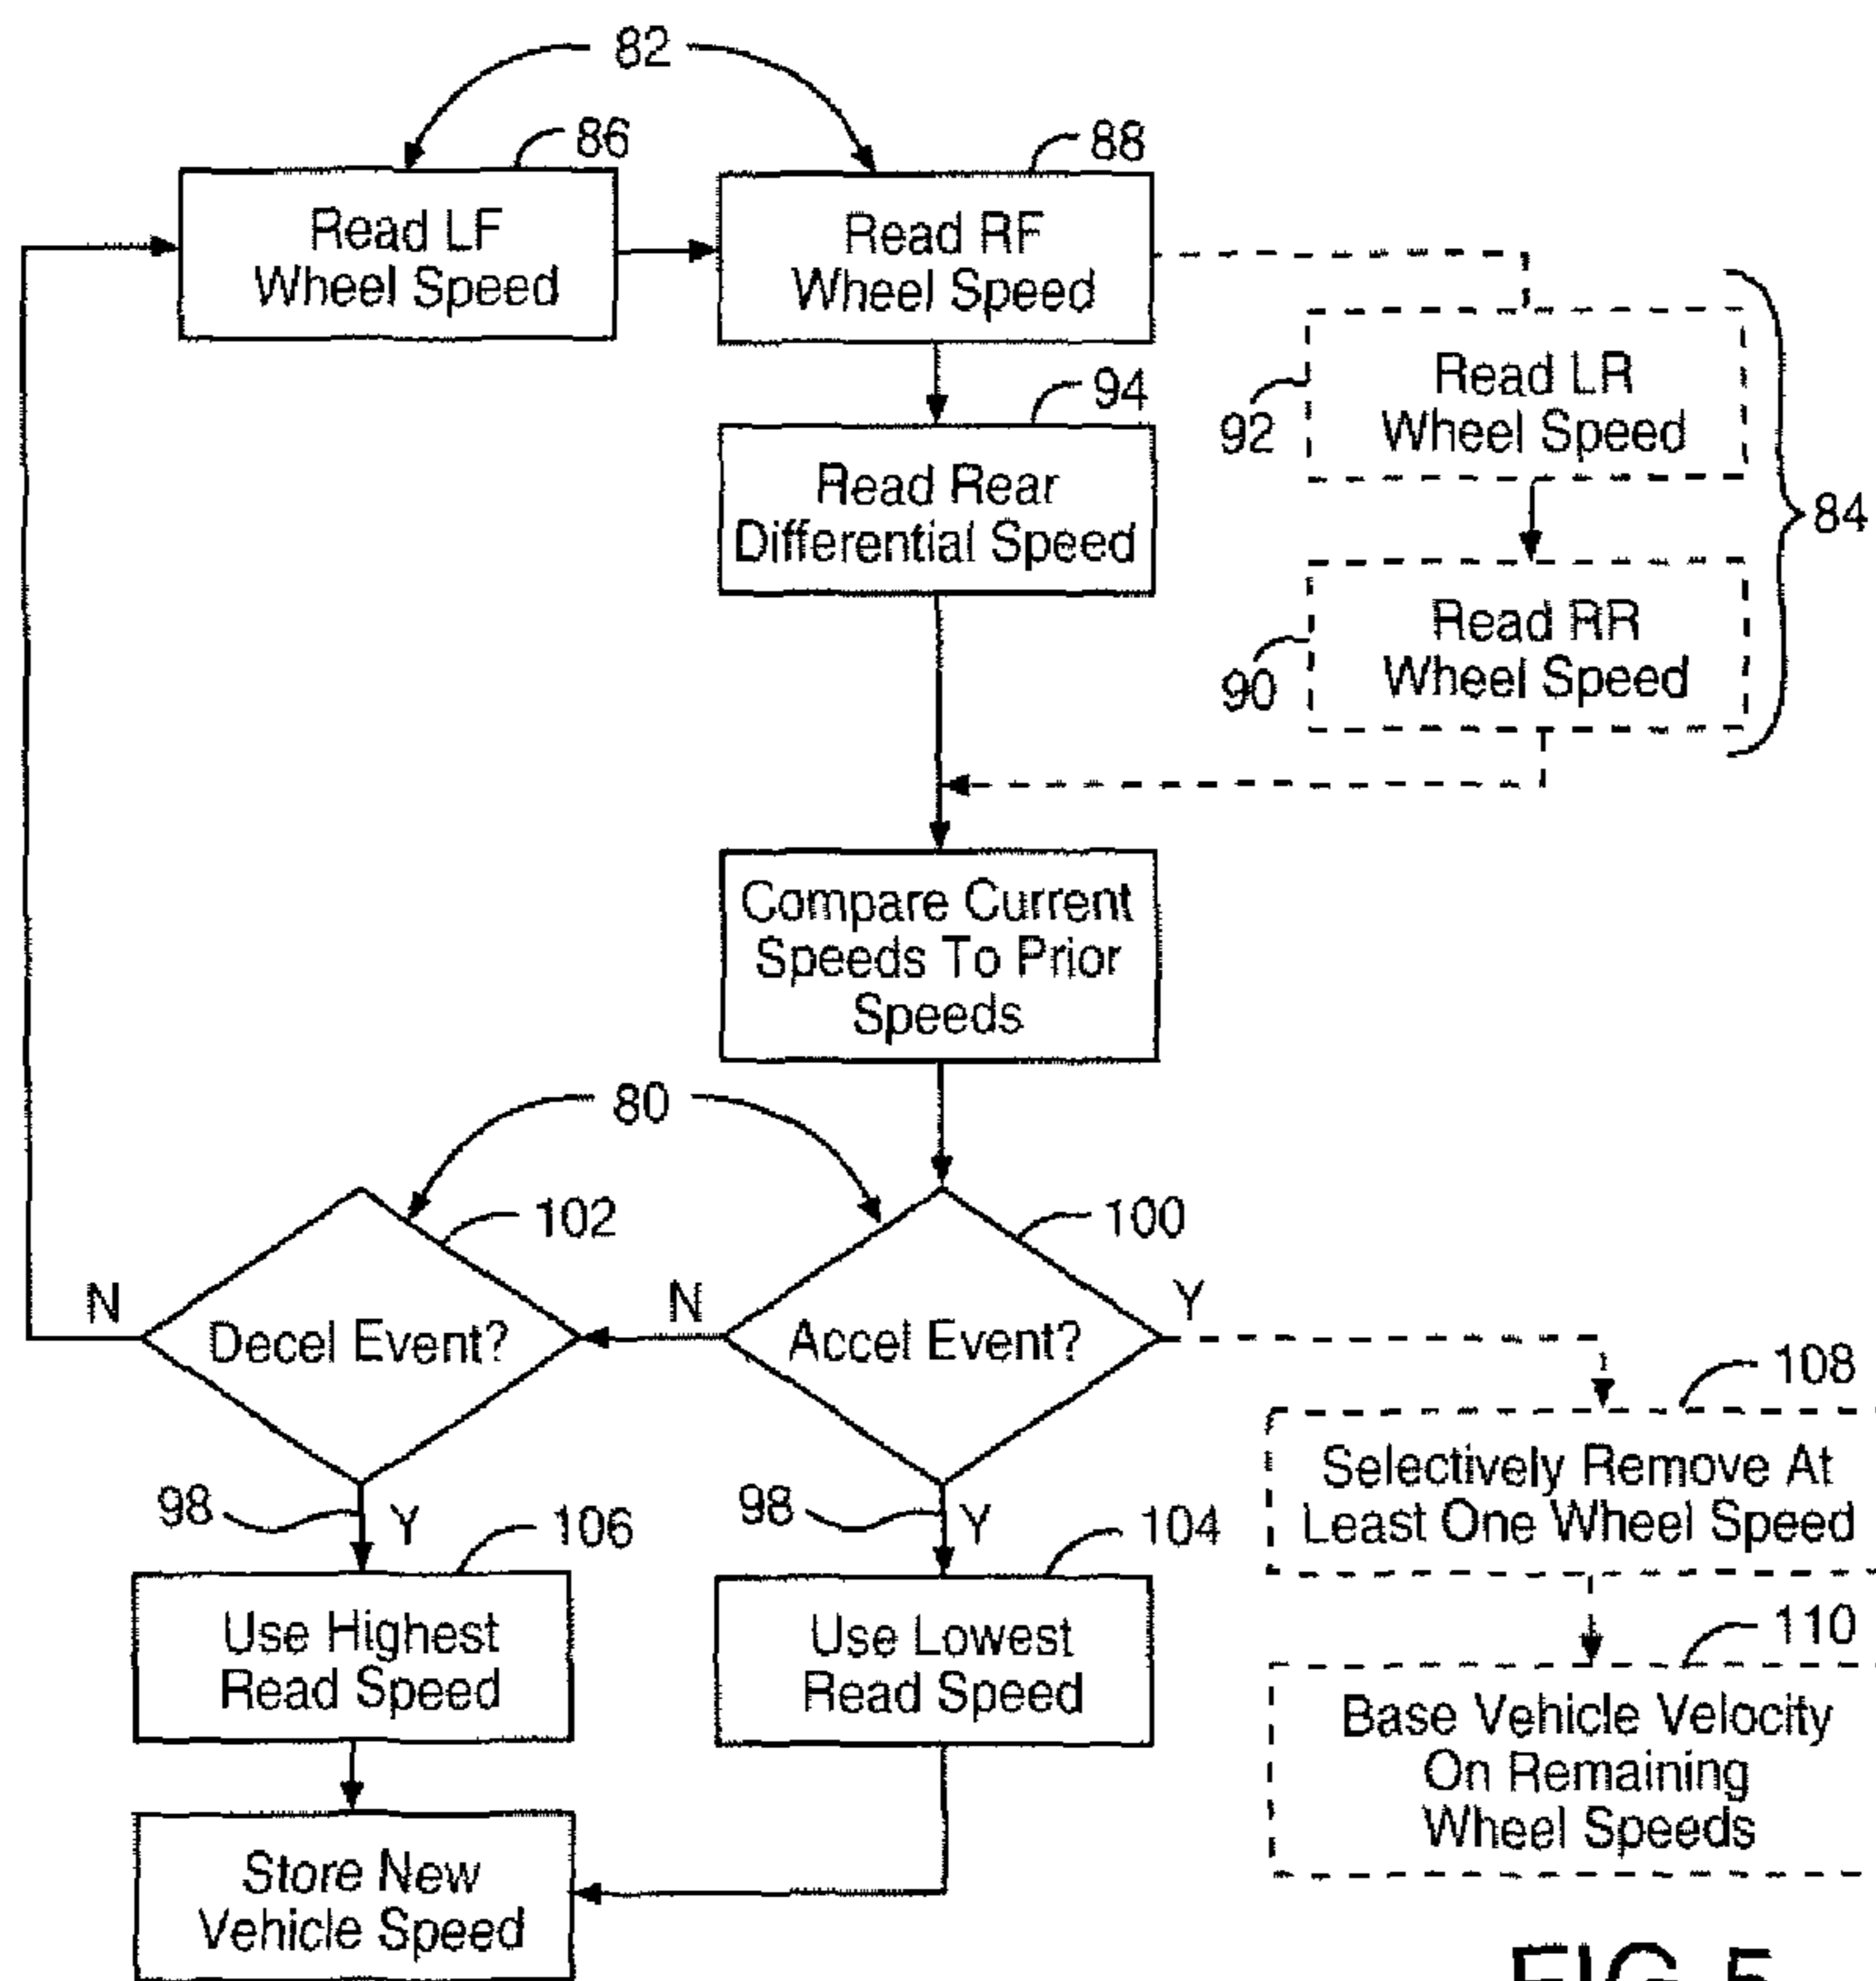 82
86
88
Read LF
Wheel Speed
Read RF
Wheel Speed
94
92
Read LR
Wheel Speed
84
Read Rear
Differential Speed
90
Read RR
Wheel Speed
Compare Current
Speeds To Prior
Speeds
80
102
100
N
Decel Event?
N
Accel Event?
Y
108
Selectively Remove At
Least One Wheel Speed
98
Y
106
98
Y
104
110
Use Highest
Read Speed
Use Lowest
Read Speed
Base Vehicle Velocity
On Remaining
Wheel Speeds
Store New
Vehicle Speed
FIG 5